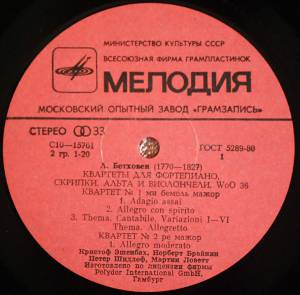 МИНИСТЕРСТВО КУЛЬТУРЫ СССР
ВСЕСОЮЗНАЯ ФИРМА ГРАМПЛАСТИНОК
МЕЛОДИЯ
МОСКОВСКИЙ ОПЫТНЫЙ ЗАВОД «ГРАМЗАПИСЬ»
СТЕРЕО 33 ГОСТ 5289-80
С10—15761 1
2 гр. 1-20
Л. Бетховен (1770—1827)
КВАРТЕТЫ ДЛЯ ФОРТЕПИАНО,
СКРИПКИ, АЛЬТА И ВИОЛОНЧЕЛИ, WoO 36
КВАРТЕТ № 1 ми бемоль мажор
1. Adagio assai
2. Allegro con spirito
3. Thema. Cantabile, Variazioni I—VI
Thema. Allegretto
КВАРТЕТ № 2 ре мажор
1. Allegro moderato
Кристоф Эшенбах, Норберт Брайнин
Петер Шидлоф, Мартин Ловетт
Изготовлено по лицензии фирмы
Polydor International GmbH,
Гамбург